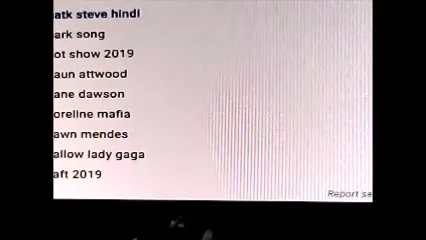 atk steve hindi
ark song
ot show 2019
aun attwood
ane dawson
oreline mafia
awn mendes
allow lady gaga
aft 2019
Report se